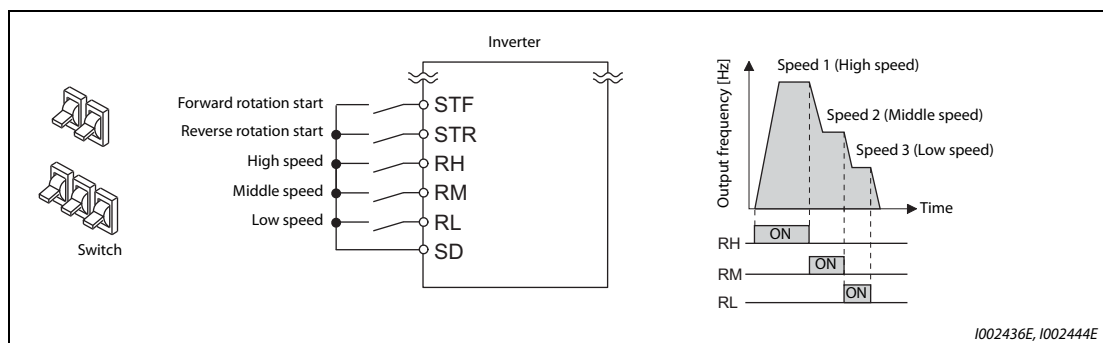 Inverter
Switch
Forward rotation start
Reverse rotation start
High speed
Middle speed
Low speed
STF
STR
RH
RM
RL
SD
Output frequency [Hz]
Speed 1 (High speed)
Speed 2 (Middle speed)
Speed 3 (Low speed)
Time
RH
ON
RM
ON
RL
ON
I002436E, I002444E